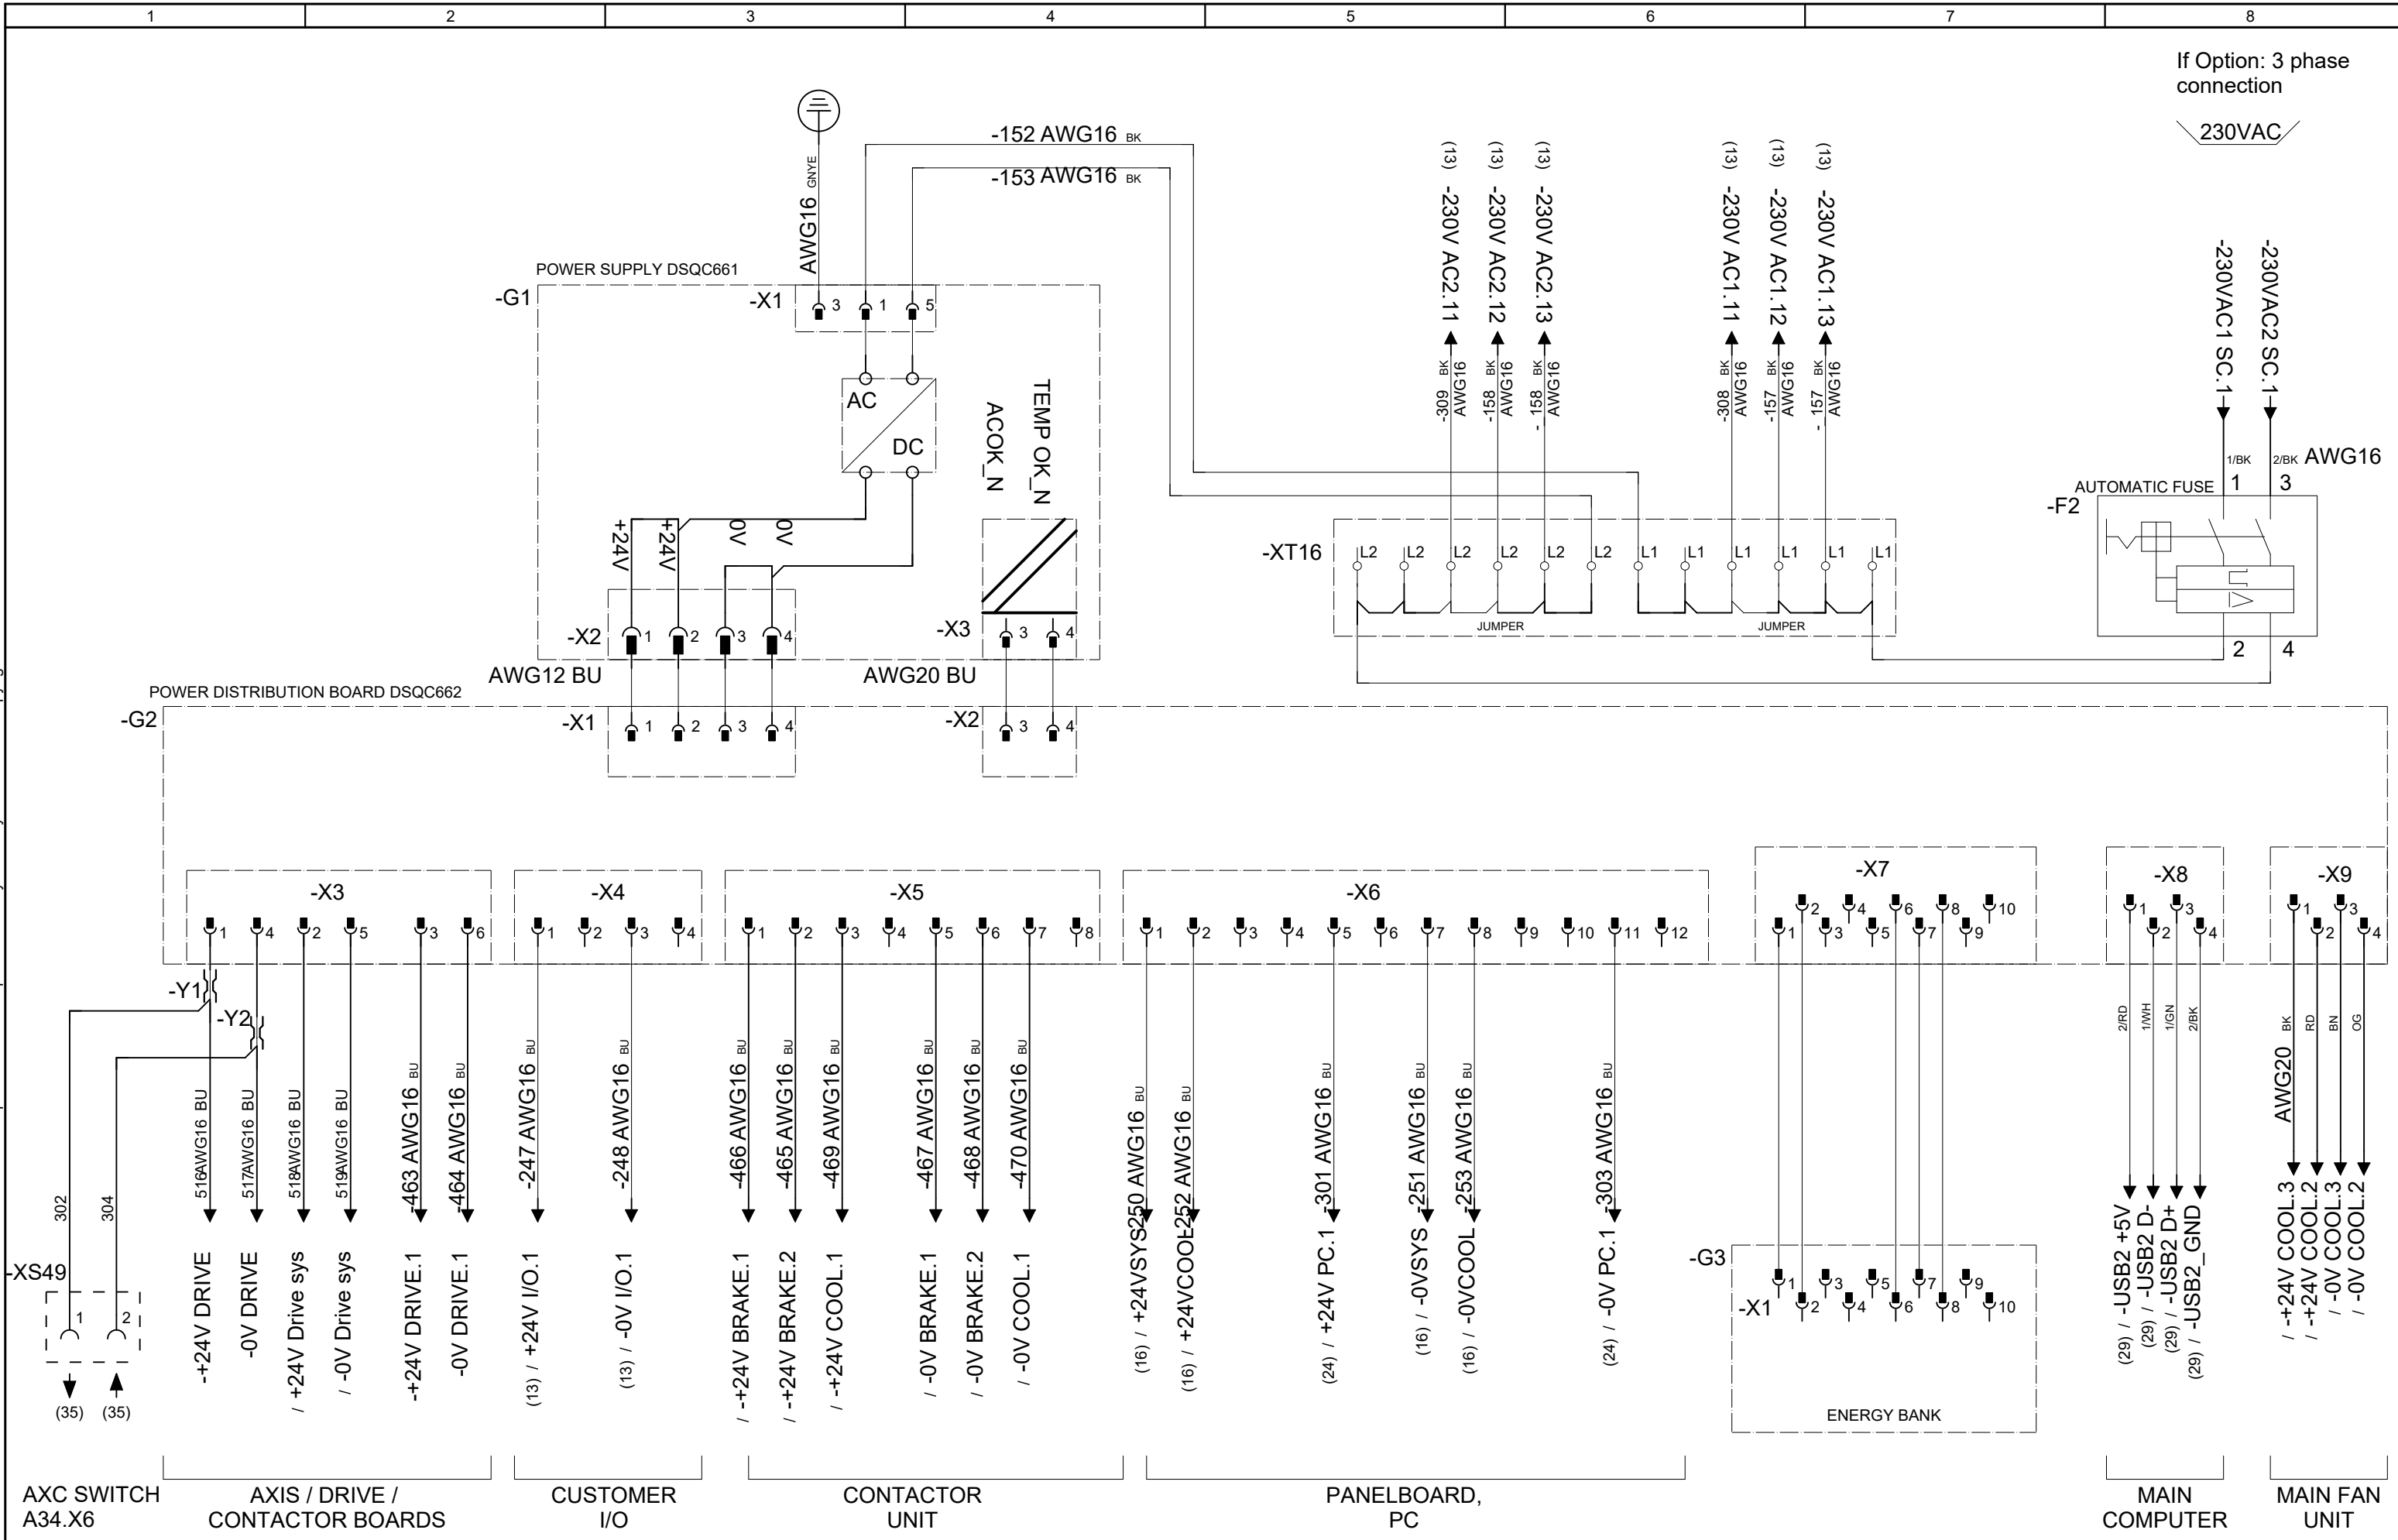 1 2 3 4 5 6 7 8
If Option: 3 phase
connection
230VAC
-152 AWG16 BK
-153 AWG16 BK
AWG16 GNYE
(13) -230V AC2.11
(13) -230V AC2.12
(13) -230V AC2.13
(13) -230V AC1.11
(13) -230V AC1.12
(13) -230V AC1.13
-230VAC1 SC.1
-230VAC2 SC.1
POWER SUPPLY DSQC661
-G1
-X1 3 1 5
-309 BK AWG16
-158 BK AWG16
-158 BK AWG16
-308 BK AWG16
-157 BK AWG16
-157 BK AWG16
AC
DC
ACOK_N
TEMP OK_N
1/BK 2/BK AWG16
AUTOMATIC FUSE 1 3
-F2
+24V +24V 0V 0V
-XT16 L2 L2 L2 L2 L2 L2 L1 L1 L1 L1 L1 L1
JUMPER JUMPER
-X2 1 2 3 4
-X3 3 4
2 4
AWG12 BU
AWG20 BU
POWER DISTRIBUTION BOARD DSQC662
-G2
-X1 1 2 3 4
-X2 3 4
-X3
1 4 2 5 3 6
-X4
1 2 3 4
-X5
1 2 3 4 5 6 7 8
-X6
1 2 3 4 5 6 7 8 9 10 11 12
-X7
2 4 6 8 10
1 3 5 7 9
-X8
1 3
2 4
-X9
1 3
2 4
-Y1
-Y2
302
304
516AWG16 BU
517AWG16 BU
518AWG16 BU
519AWG16 BU
-463 AWG16 BU
-464 AWG16 BU
-247 AWG16 BU
-248 AWG16 BU
-466 AWG16 BU
-465 AWG16 BU
-469 AWG16 BU
-467 AWG16 BU
-468 AWG16 BU
-470 AWG16 BU
250 AWG16 BU
-252 AWG16 BU
-301 AWG16 BU
-251 AWG16 BU
-253 AWG16 BU
-303 AWG16 BU
2/RD
1/WH
1/GN
2/BK
AWG20 BK
RD
BN
OG
-XS49
1 2
(35) (35)
-+24V DRIVE
-0V DRIVE
/ +24V Drive sys
/ -0V Drive sys
-+24V DRIVE.1
-0V DRIVE.1
(13) / +24V I/O.1
(13) / -0V I/O.1
/ -+24V BRAKE.1
/ -+24V BRAKE.2
/ -+24V COOL.1
/ -0V BRAKE.1
/ -0V BRAKE.2
/ -0V COOL.1
(16) / +24VSYS
(16) / +24VCOOL
(24) / +24V PC.1
(16) / -0VSYS
(16) / -0VCOOL
(24) / -0V PC.1
-G3
1 3 5 7 9
-X1 2 4 6 8 10
ENERGY BANK
(29) / -USB2 +5V
(29) / -USB2 D-
(29) / -USB2 D+
(29) / -USB2_GND
/ -+24V COOL.3
/ -+24V COOL.2
/ -0V COOL.3
/ -0V COOL.2
AXC SWITCH
A34.X6
AXIS / DRIVE /
CONTACTOR BOARDS
CUSTOMER
I/O
CONTACTOR
UNIT
PANELBOARD,
PC
MAIN
COMPUTER
MAIN FAN
UNIT